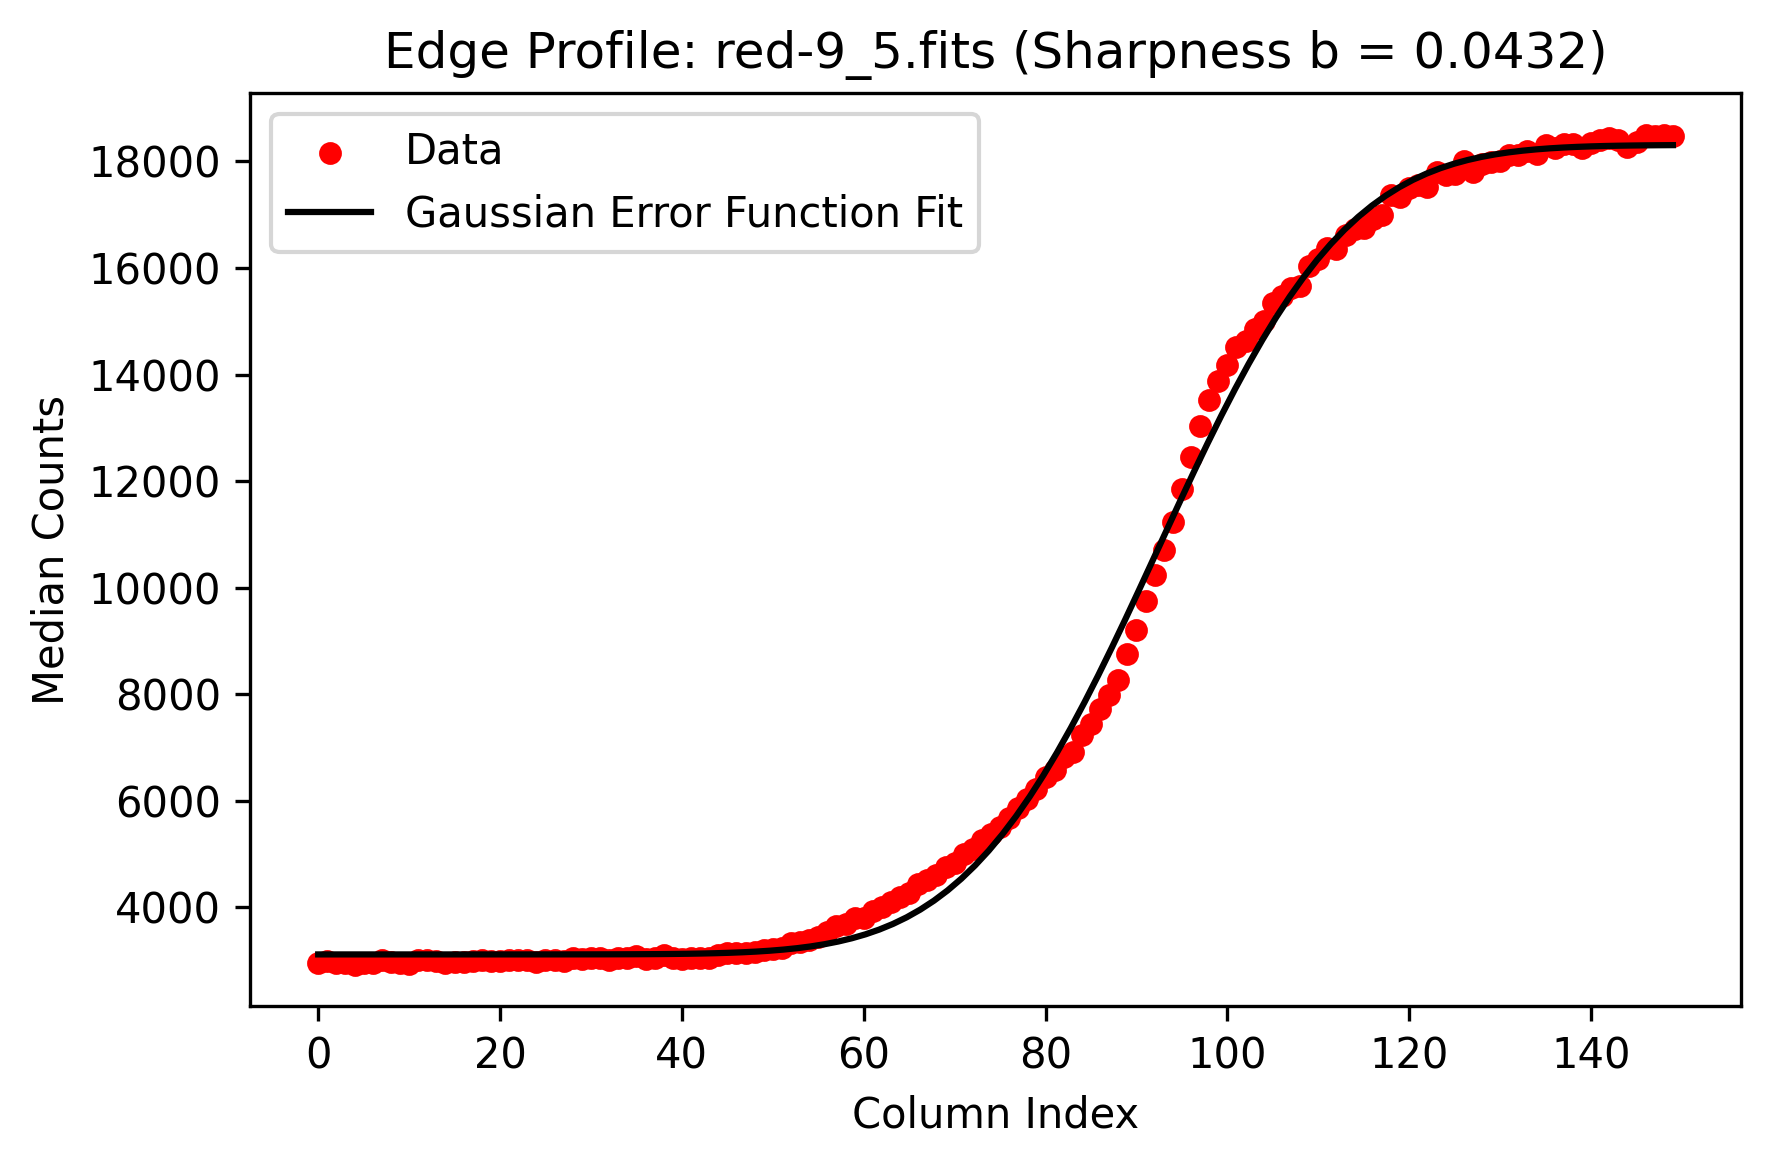 Edge Profile: red-9_5.fits (Sharpness b = 0.0432)
Data
Gaussian Error Function Fit
18000
16000
14000
12000
10000
8000
6000
4000
Median Counts
0 20 40 60 80 100 120 140
Column Index